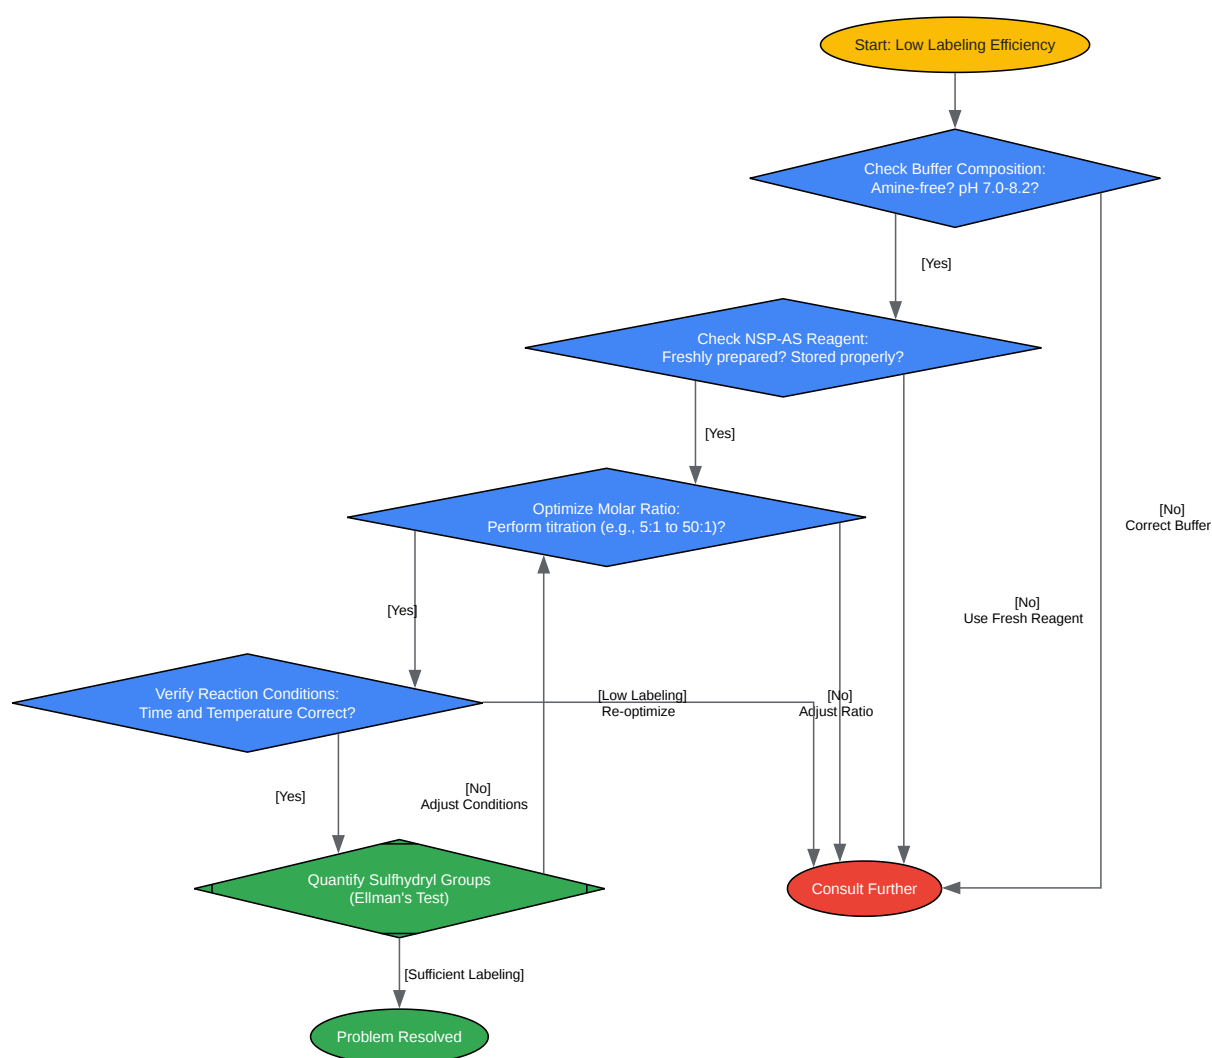 Start: Low Labeling Efficiency
Check Buffer Composition:
Amine-free? pH 7.0-8.2?
[Yes]
Check NSP-AS Reagent:
Freshly prepared? Stored properly?
[Yes]
Optimize Molar Ratio:
Perform titration (e.g., 5:1 to 50:1)?
[No]
Correct Buffer
[No]
Use Fresh Reagent
[Yes]
Verify Reaction Conditions:
Time and Temperature Correct?
[Low Labeling]
Re-optimize
[No]
Adjust Ratio
[Yes]
[No]
Adjust Conditions
Quantify Sulfhydryl Groups
(Ellman's Test)
Consult Further
[Sufficient Labeling]
Problem Resolved